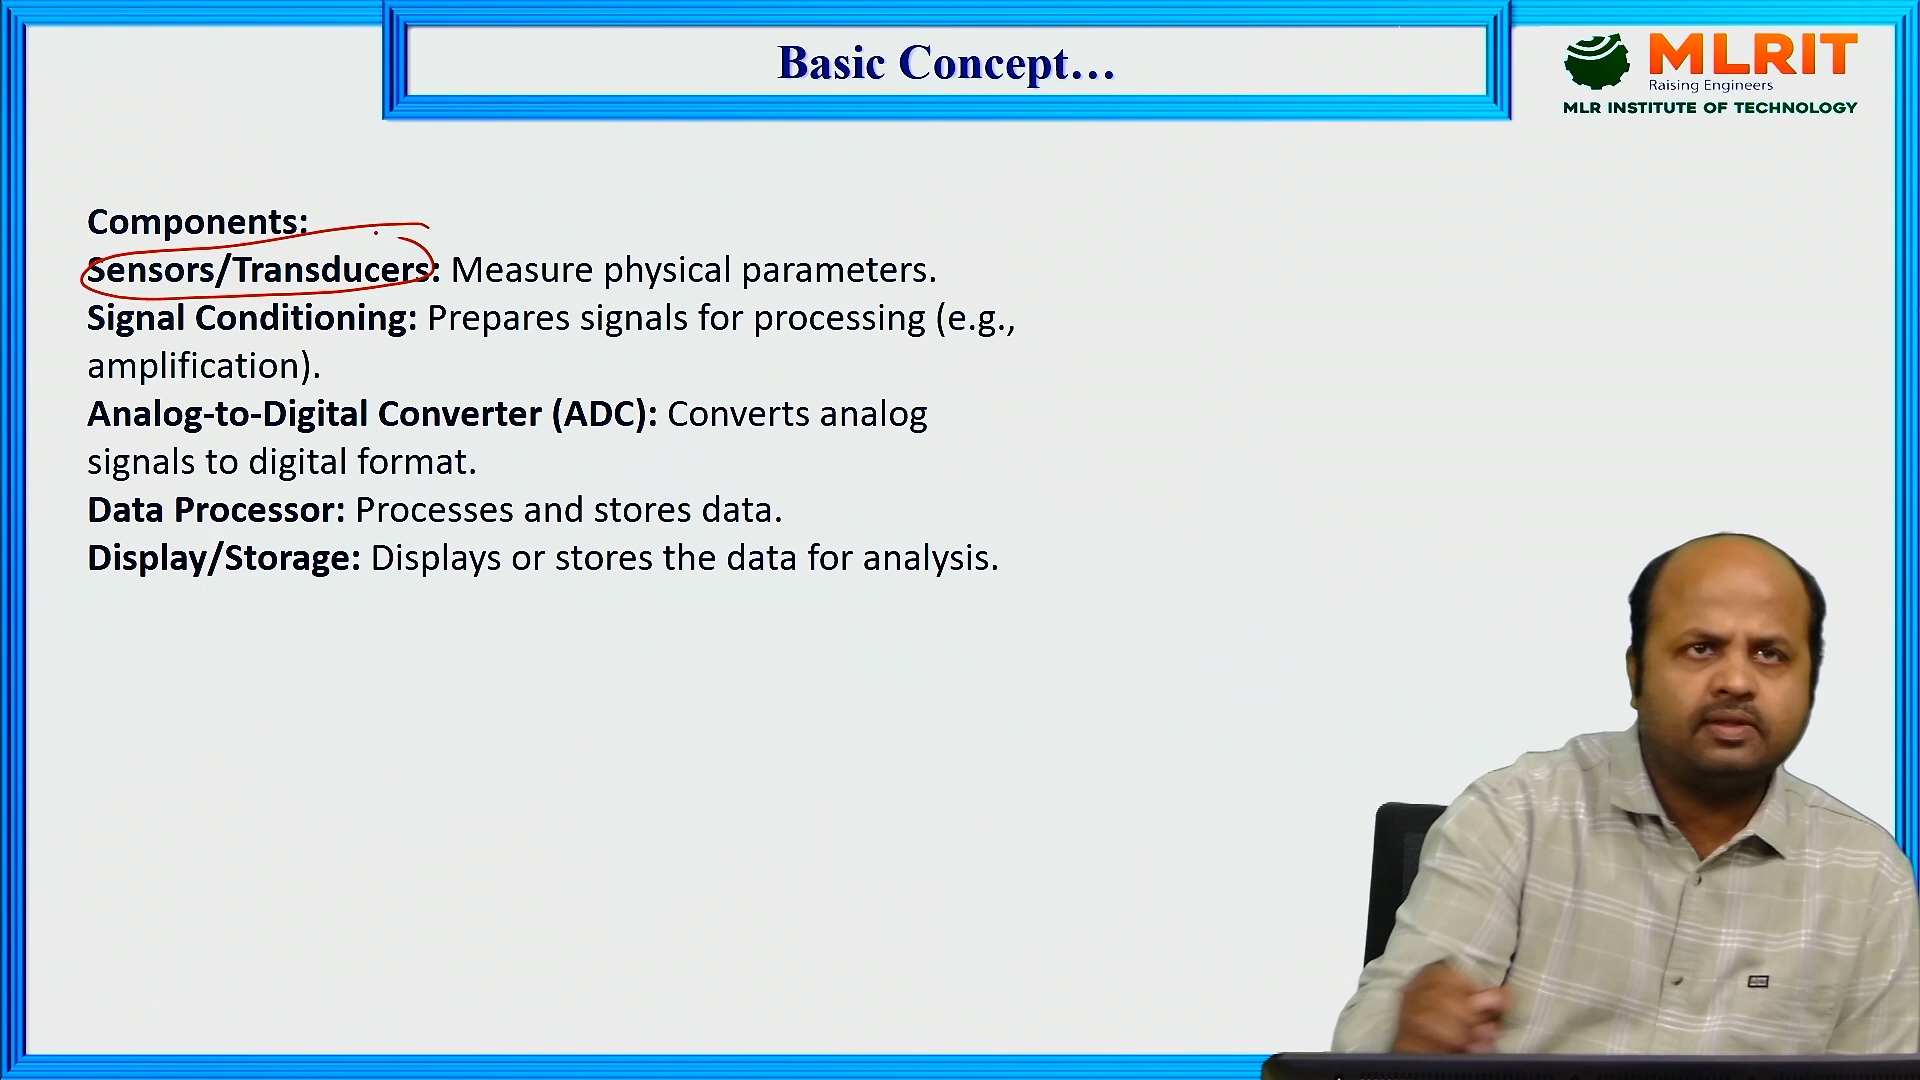 Basic Concept...
MLRIT
Raising Engineers
MLR INSTITUTE OF TECHNOLOGY
Components:
Sensors/Transducers: Measure physical parameters.
Signal Conditioning: Prepares signals for processing (e.g.,
amplification).
Analog-to-Digital Converter (ADC): Converts analog
signals to digital format.
Data Processor: Processes and stores data.
Display/Storage: Displays or stores the data for analysis.